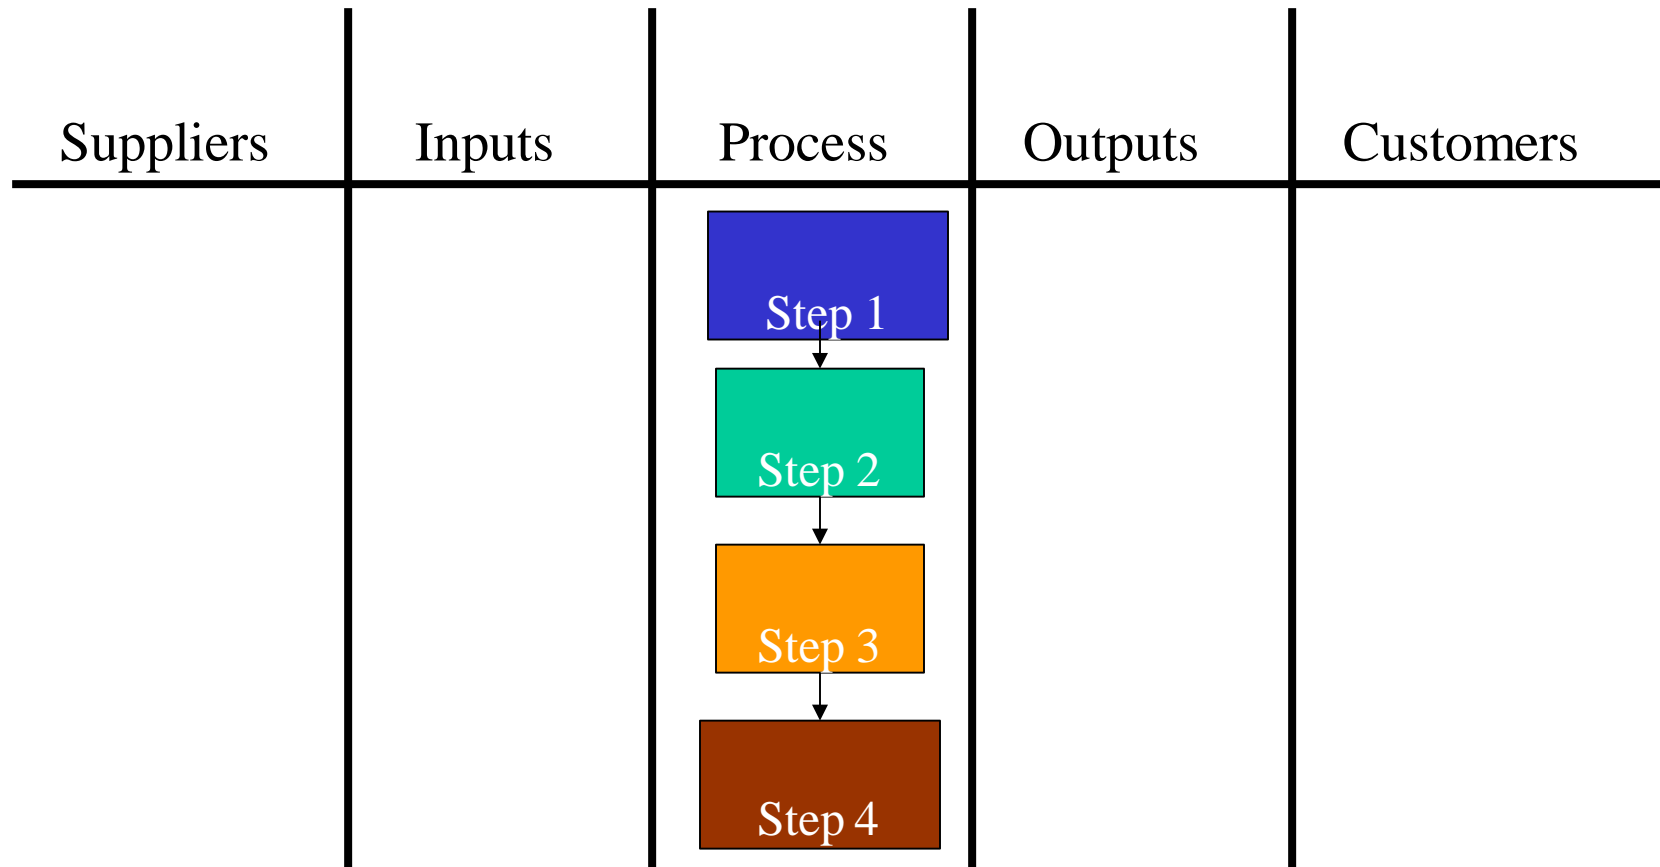 Suppliers Inputs Process Outputs Customers
Step 1
Step 2
Step 3
Step 4